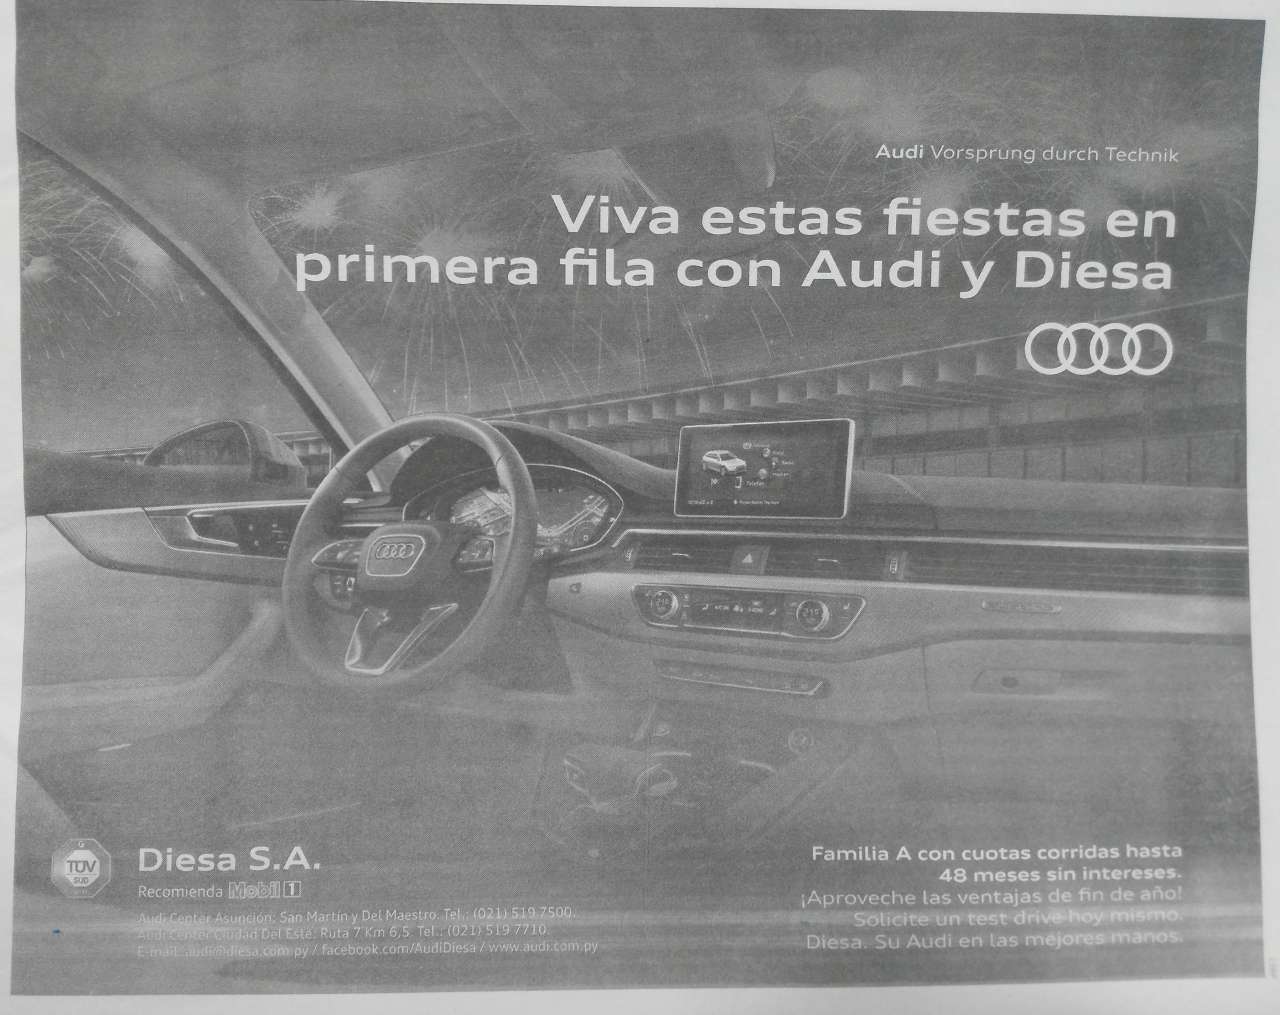 Audi Vorsprung durch Technik
Viva estas fiestas en
primera fila con Audi y Diesa
Telefon
TÜV
SÜD
Diesa S.A.
Recomienda Mobil 1
Audi Center Asunción: San Martín y Del Maestro. Tel.: (021) 519 7500.
Audi Center Ciudad Del Este: Ruta 7 Km 6,5. Tel.: (021) 519 7710.
E-mail: audi@diesa.com.py / facebook.com/AudiDiesa / www.audi.com.py
Familia A con cuotas corridas hasta
48 meses sin intereses.
¡Aproveche las ventajas de fin de año!
Solicite un test drive hoy mismo.
Diesa. Su Audi en las mejores manos.